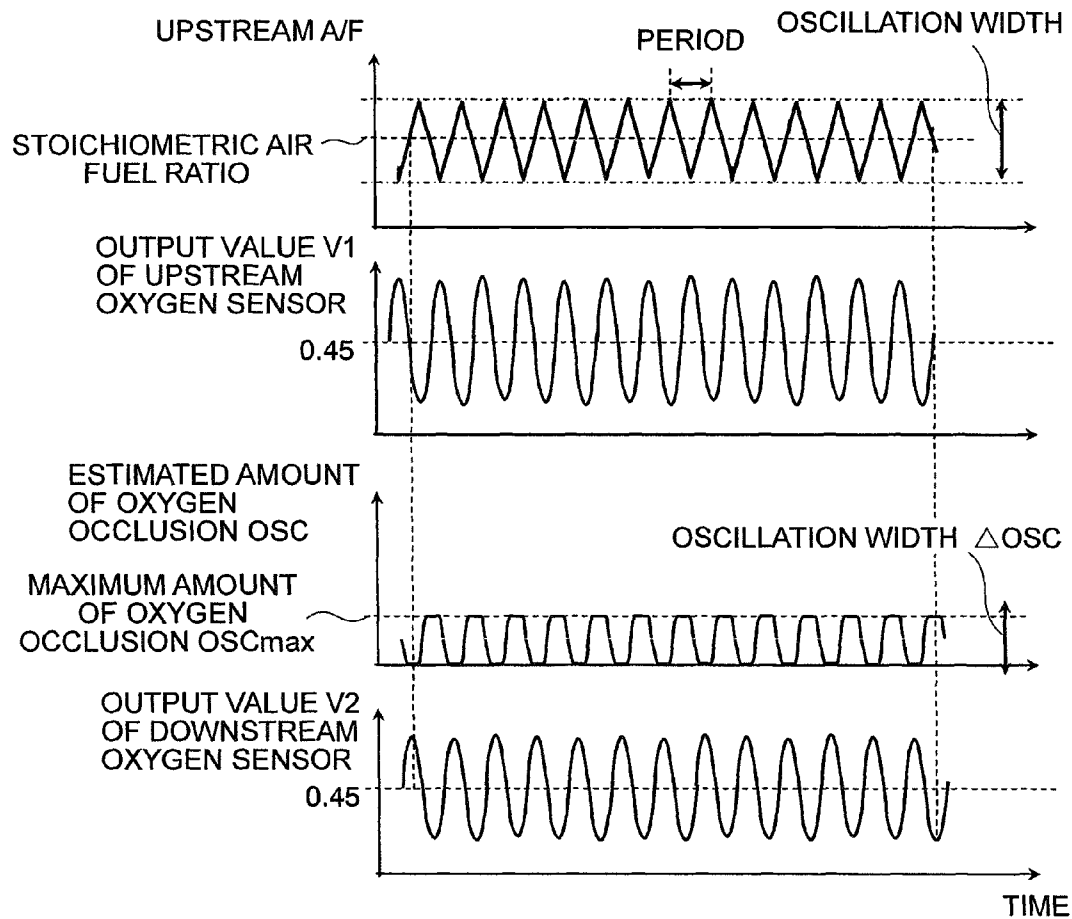 UPSTREAM A/F
PERIOD
OSCILLATION WIDTH
STOICHIOMETRIC AIR
FUEL RATIO
OUTPUT VALUE V1
OF UPSTREAM
OXYGEN SENSOR
0.45
ESTIMATED AMOUNT
OF OXYGEN
OCCLUSION OSC
OSCILLATION WIDTH △OSC
MAXIMUM AMOUNT
OF OXYGEN
OCCLUSION OSCmax
OUTPUT VALUE V2
OF DOWNSTREAM
OXYGEN SENSOR
0.45
TIME